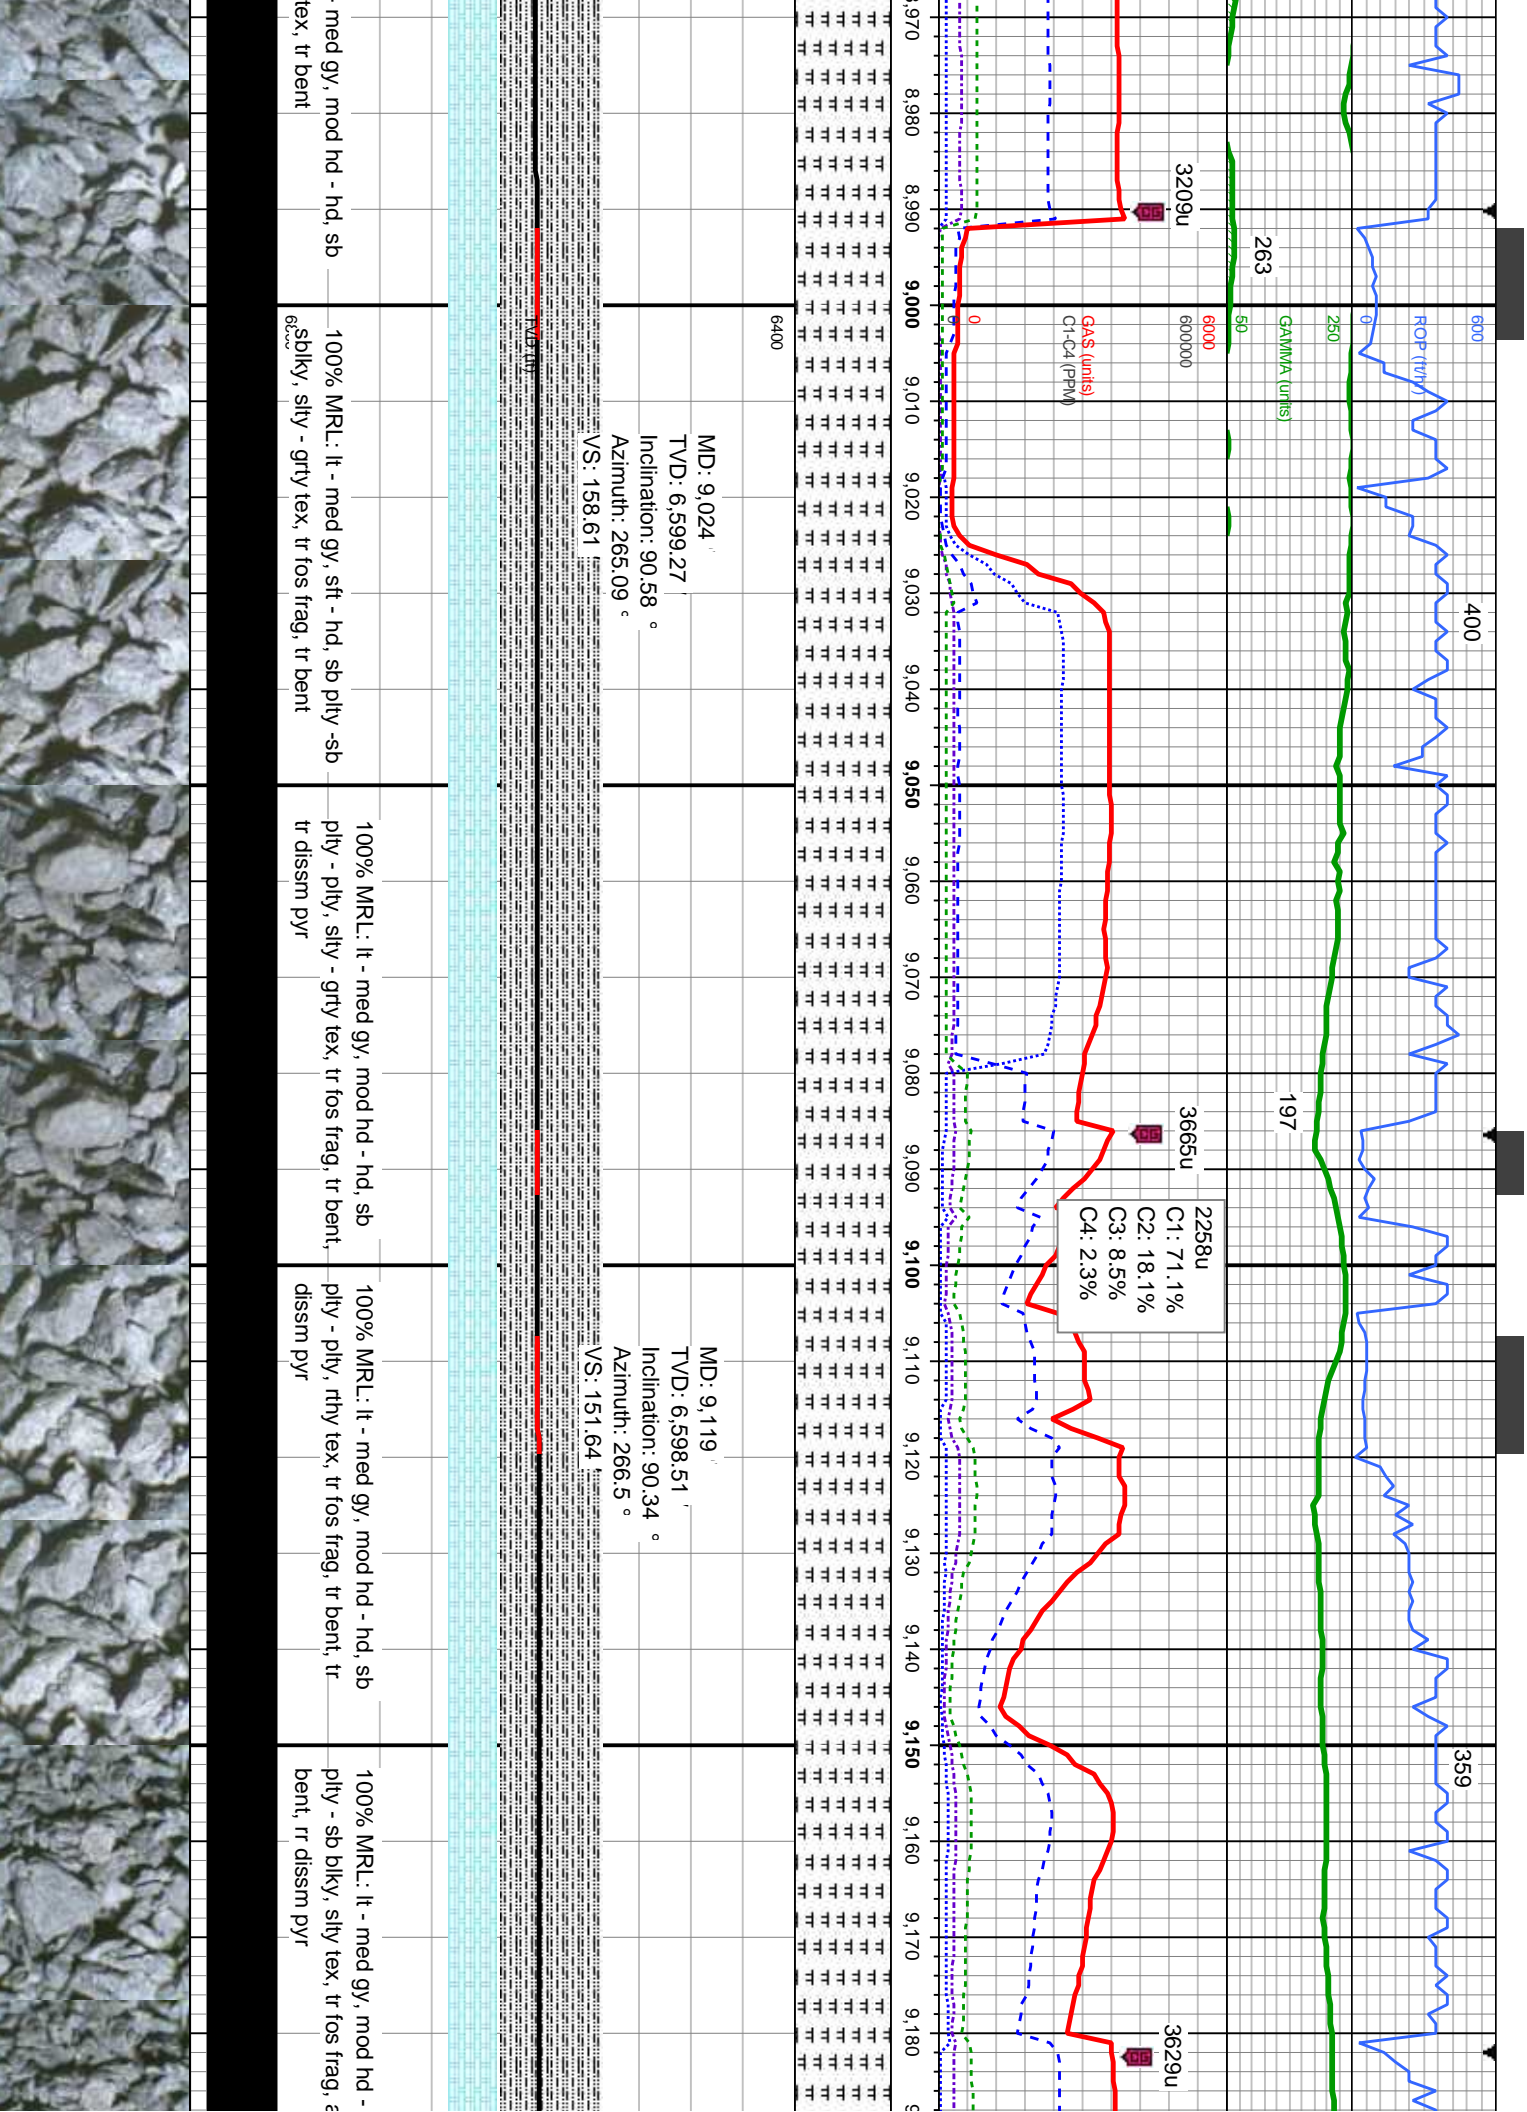 600
ROP (ft/hr)
0
400
359
250
GAMMA (units)
50
263
197
6000
600000
GAS (units)
C1-C4 (PPM)
0
3209u
3665u
3629u
2258u
C1: 71.1%
C2: 18.1%
C3: 8.5%
C4: 2.3%
8,970
8,980
8,990
9,000
9,010
9,020
9,030
9,040
9,050
9,060
9,070
9,080
9,090
9,100
9,110
9,120
9,130
9,140
9,150
9,160
9,170
9,180
6400
TVD (ft)
MD: 9,024 '
TVD: 6,599.27 '
Inclination: 90.58 °
Azimuth: 265.09 °
VS: 158.61 '
MD: 9,119 '
TVD: 6,598.51 '
Inclination: 90.34 °
Azimuth: 266.5 °
VS: 151.64 '
- med gy, mod hd - hd, sb
tex, tr bent
100% MRL: lt - med gy, sft - hd, sb plty -sb
sblky, slty - grty tex, tr fos frag, tr bent
100% MRL: lt - med gy, mod hd - hd, sb
plty - plty, slty - grty tex, tr fos frag, tr bent,
tr dissm pyr
100% MRL: lt - med gy, mod hd - hd, sb
plty - plty, rthy tex, tr fos frag, tr bent, tr
dissm pyr
100% MRL: lt - med gy, mod hd -
plty - sb blky, slty tex, tr fos frag,
bent, rr dissm pyr